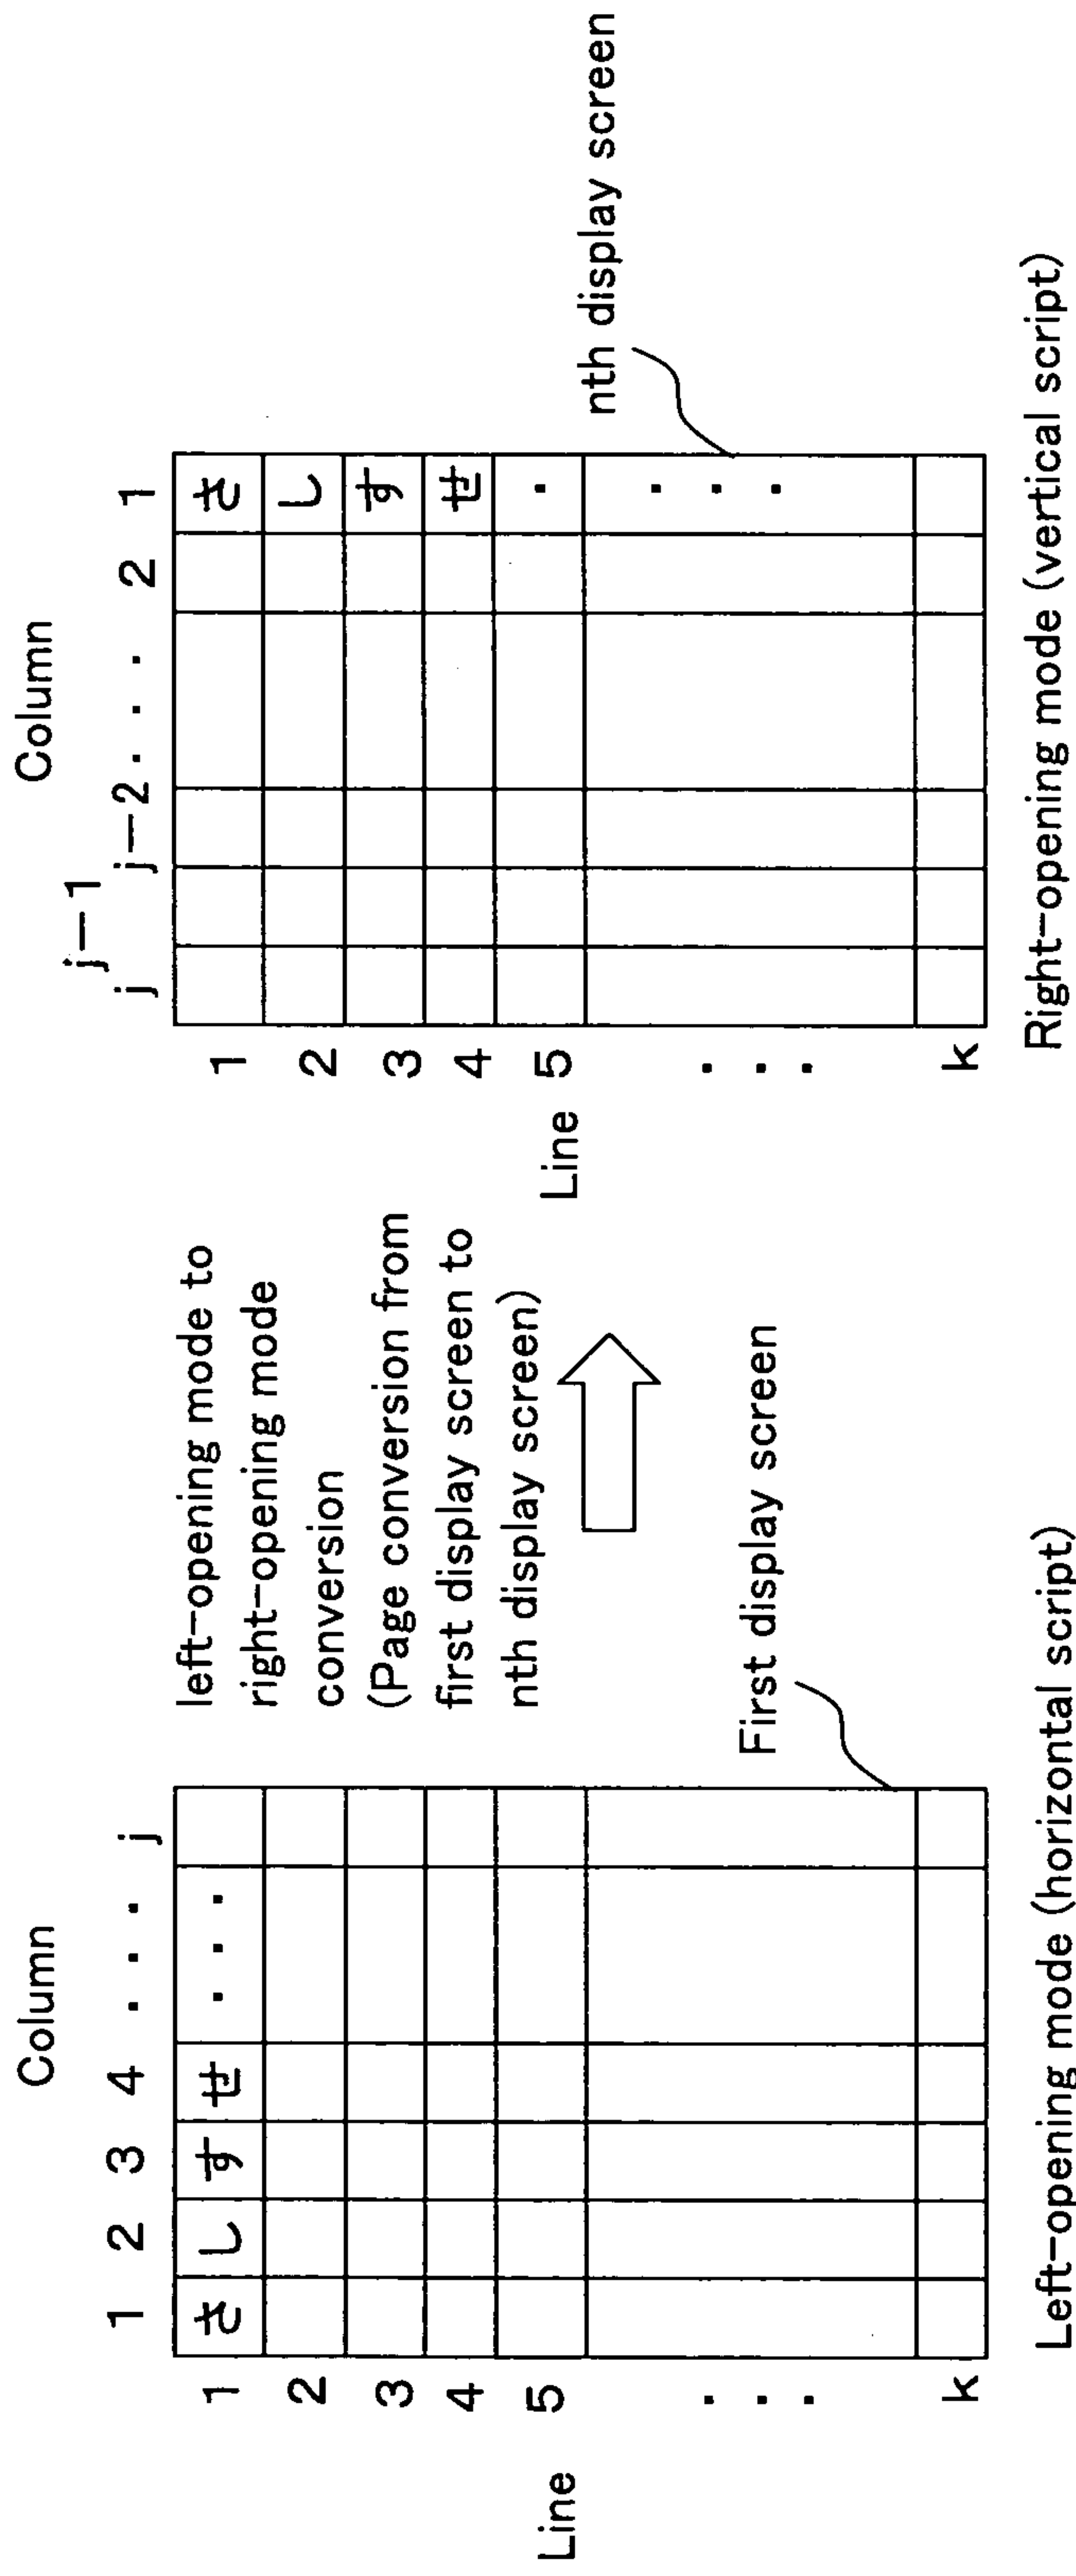 Column
1 2 3 4 . . . j
Line
1 さ し す せ . . .
2
3
4
5
. . .
k
First display screen
Left-opening mode (horizontal script)
left-opening mode to
right-opening mode
conversion
(Page conversion from
first display screen to
nth display screen)
Column
j j-1 j-2 . . . 2 1
Line
1 さ
2 し
3 す
4 せ
5 .
. . . . . .
k
nth display screen
Right-opening mode (vertical script)